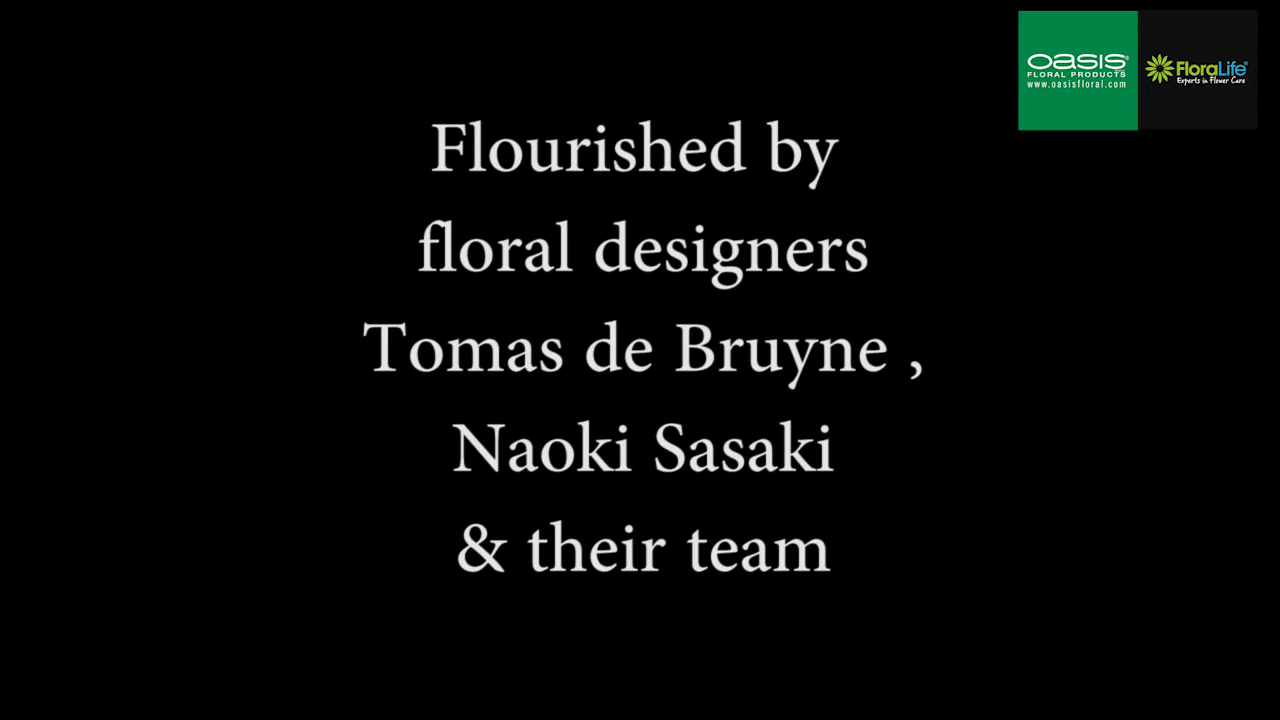 oasis®
FLORAL PRODUCTS
www.oasisfloral.com
FloraLife®
Experts in Flower Care
Flourished by
floral designers
Tomas de Bruyne ,
Naoki Sasaki
& their team